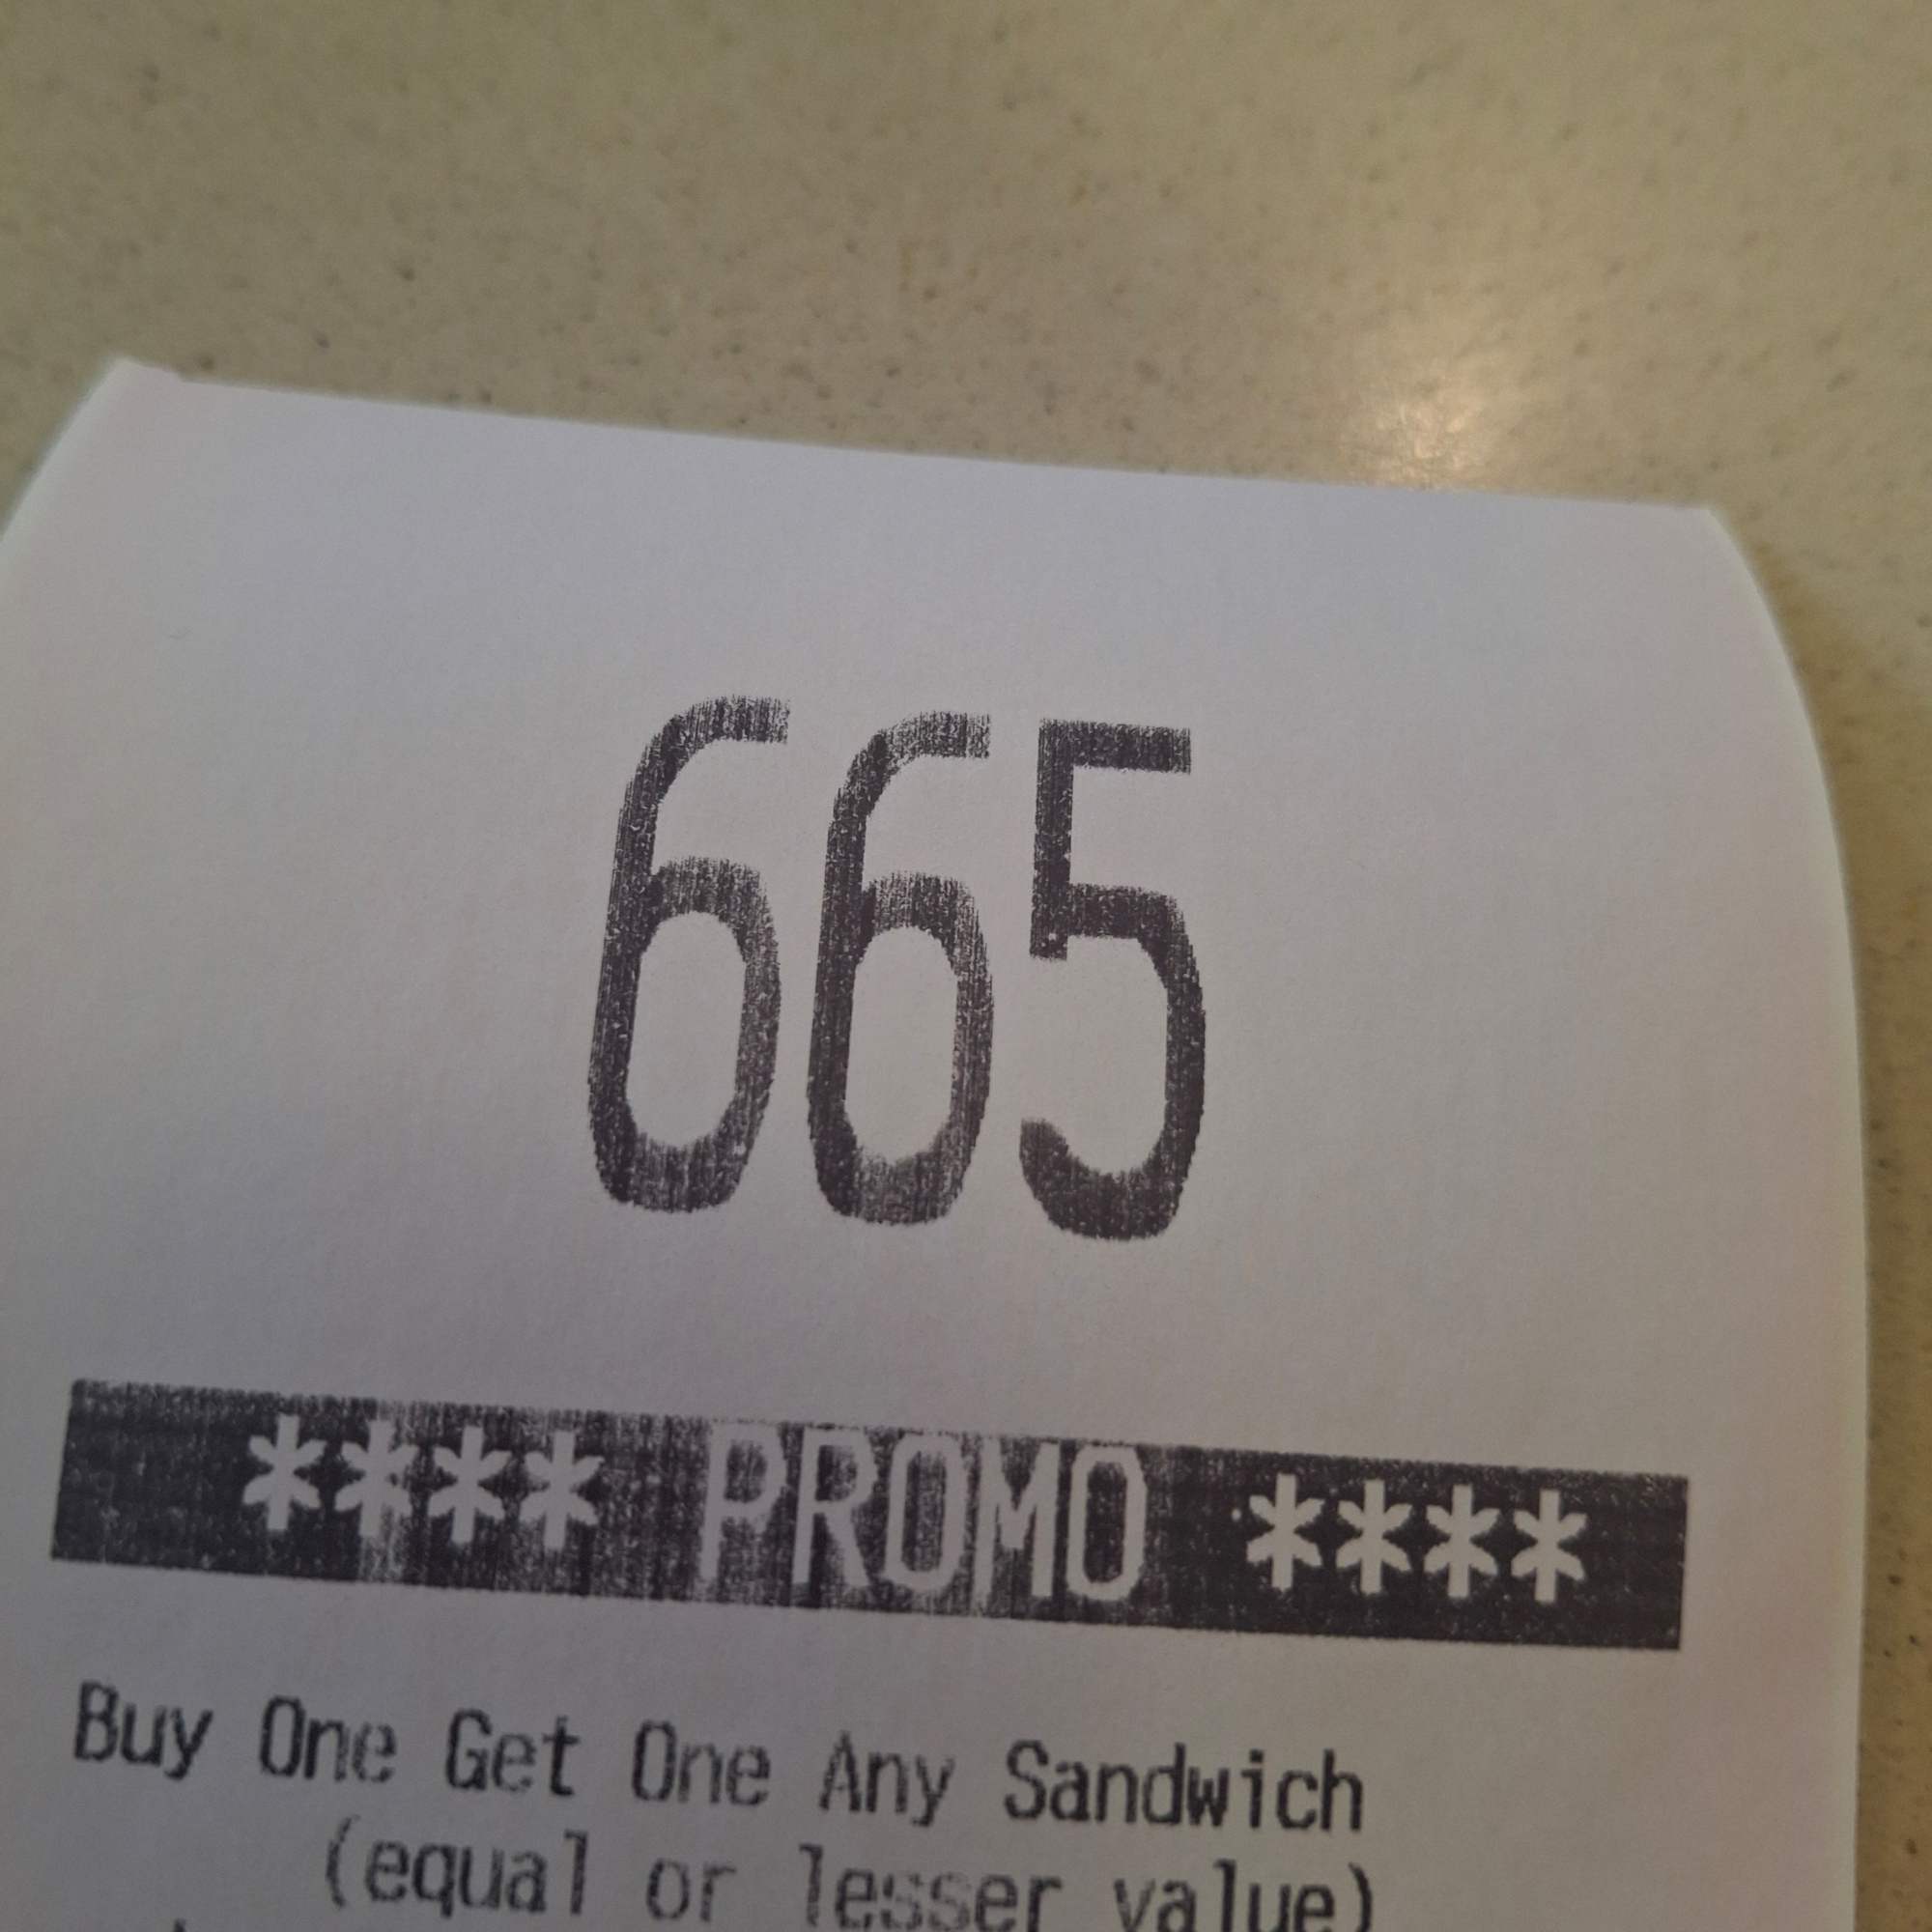 665
**** PROMO ****
Buy One Get One Any Sandwich
(equal or lesser value)